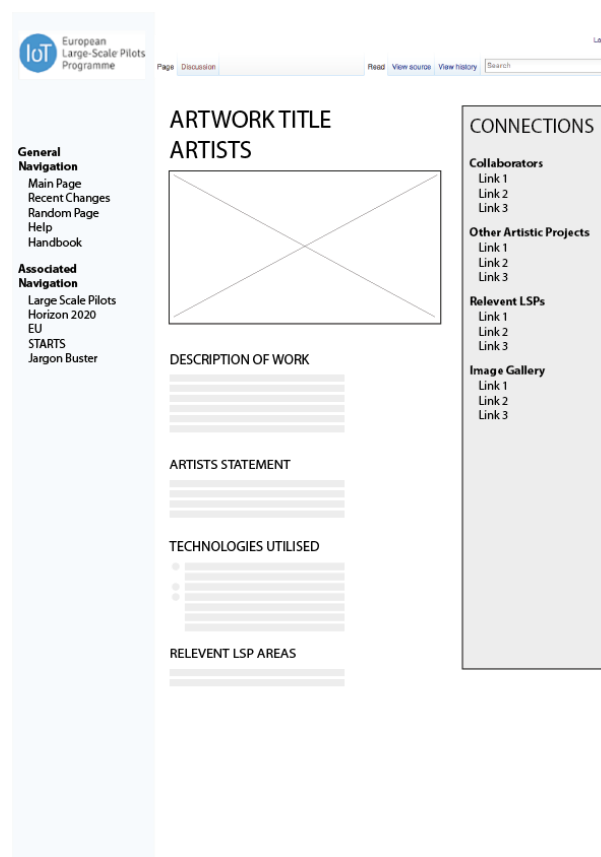 IoT
European
Large-Scale Pilots
Programme
La
Page Discussion Read View source View history Search
General
Navigation
Main Page
Recent Changes
Random Page
Help
Handbook
Associated
Navigation
Large Scale Pilots
Horizon 2020
EU
STARTS
Jargon Buster
ARTWORK TITLE
ARTISTS
DESCRIPTION OF WORK
ARTISTS STATEMENT
TECHNOLOGIES UTILISED
RELEVENT LSP AREAS
CONNECTIONS
Collaborators
Link 1
Link 2
Link 3
Other Artistic Projects
Link 1
Link 2
Link 3
Relevent LSPs
Link 1
Link 2
Link 3
Image Gallery
Link 1
Link 2
Link 3